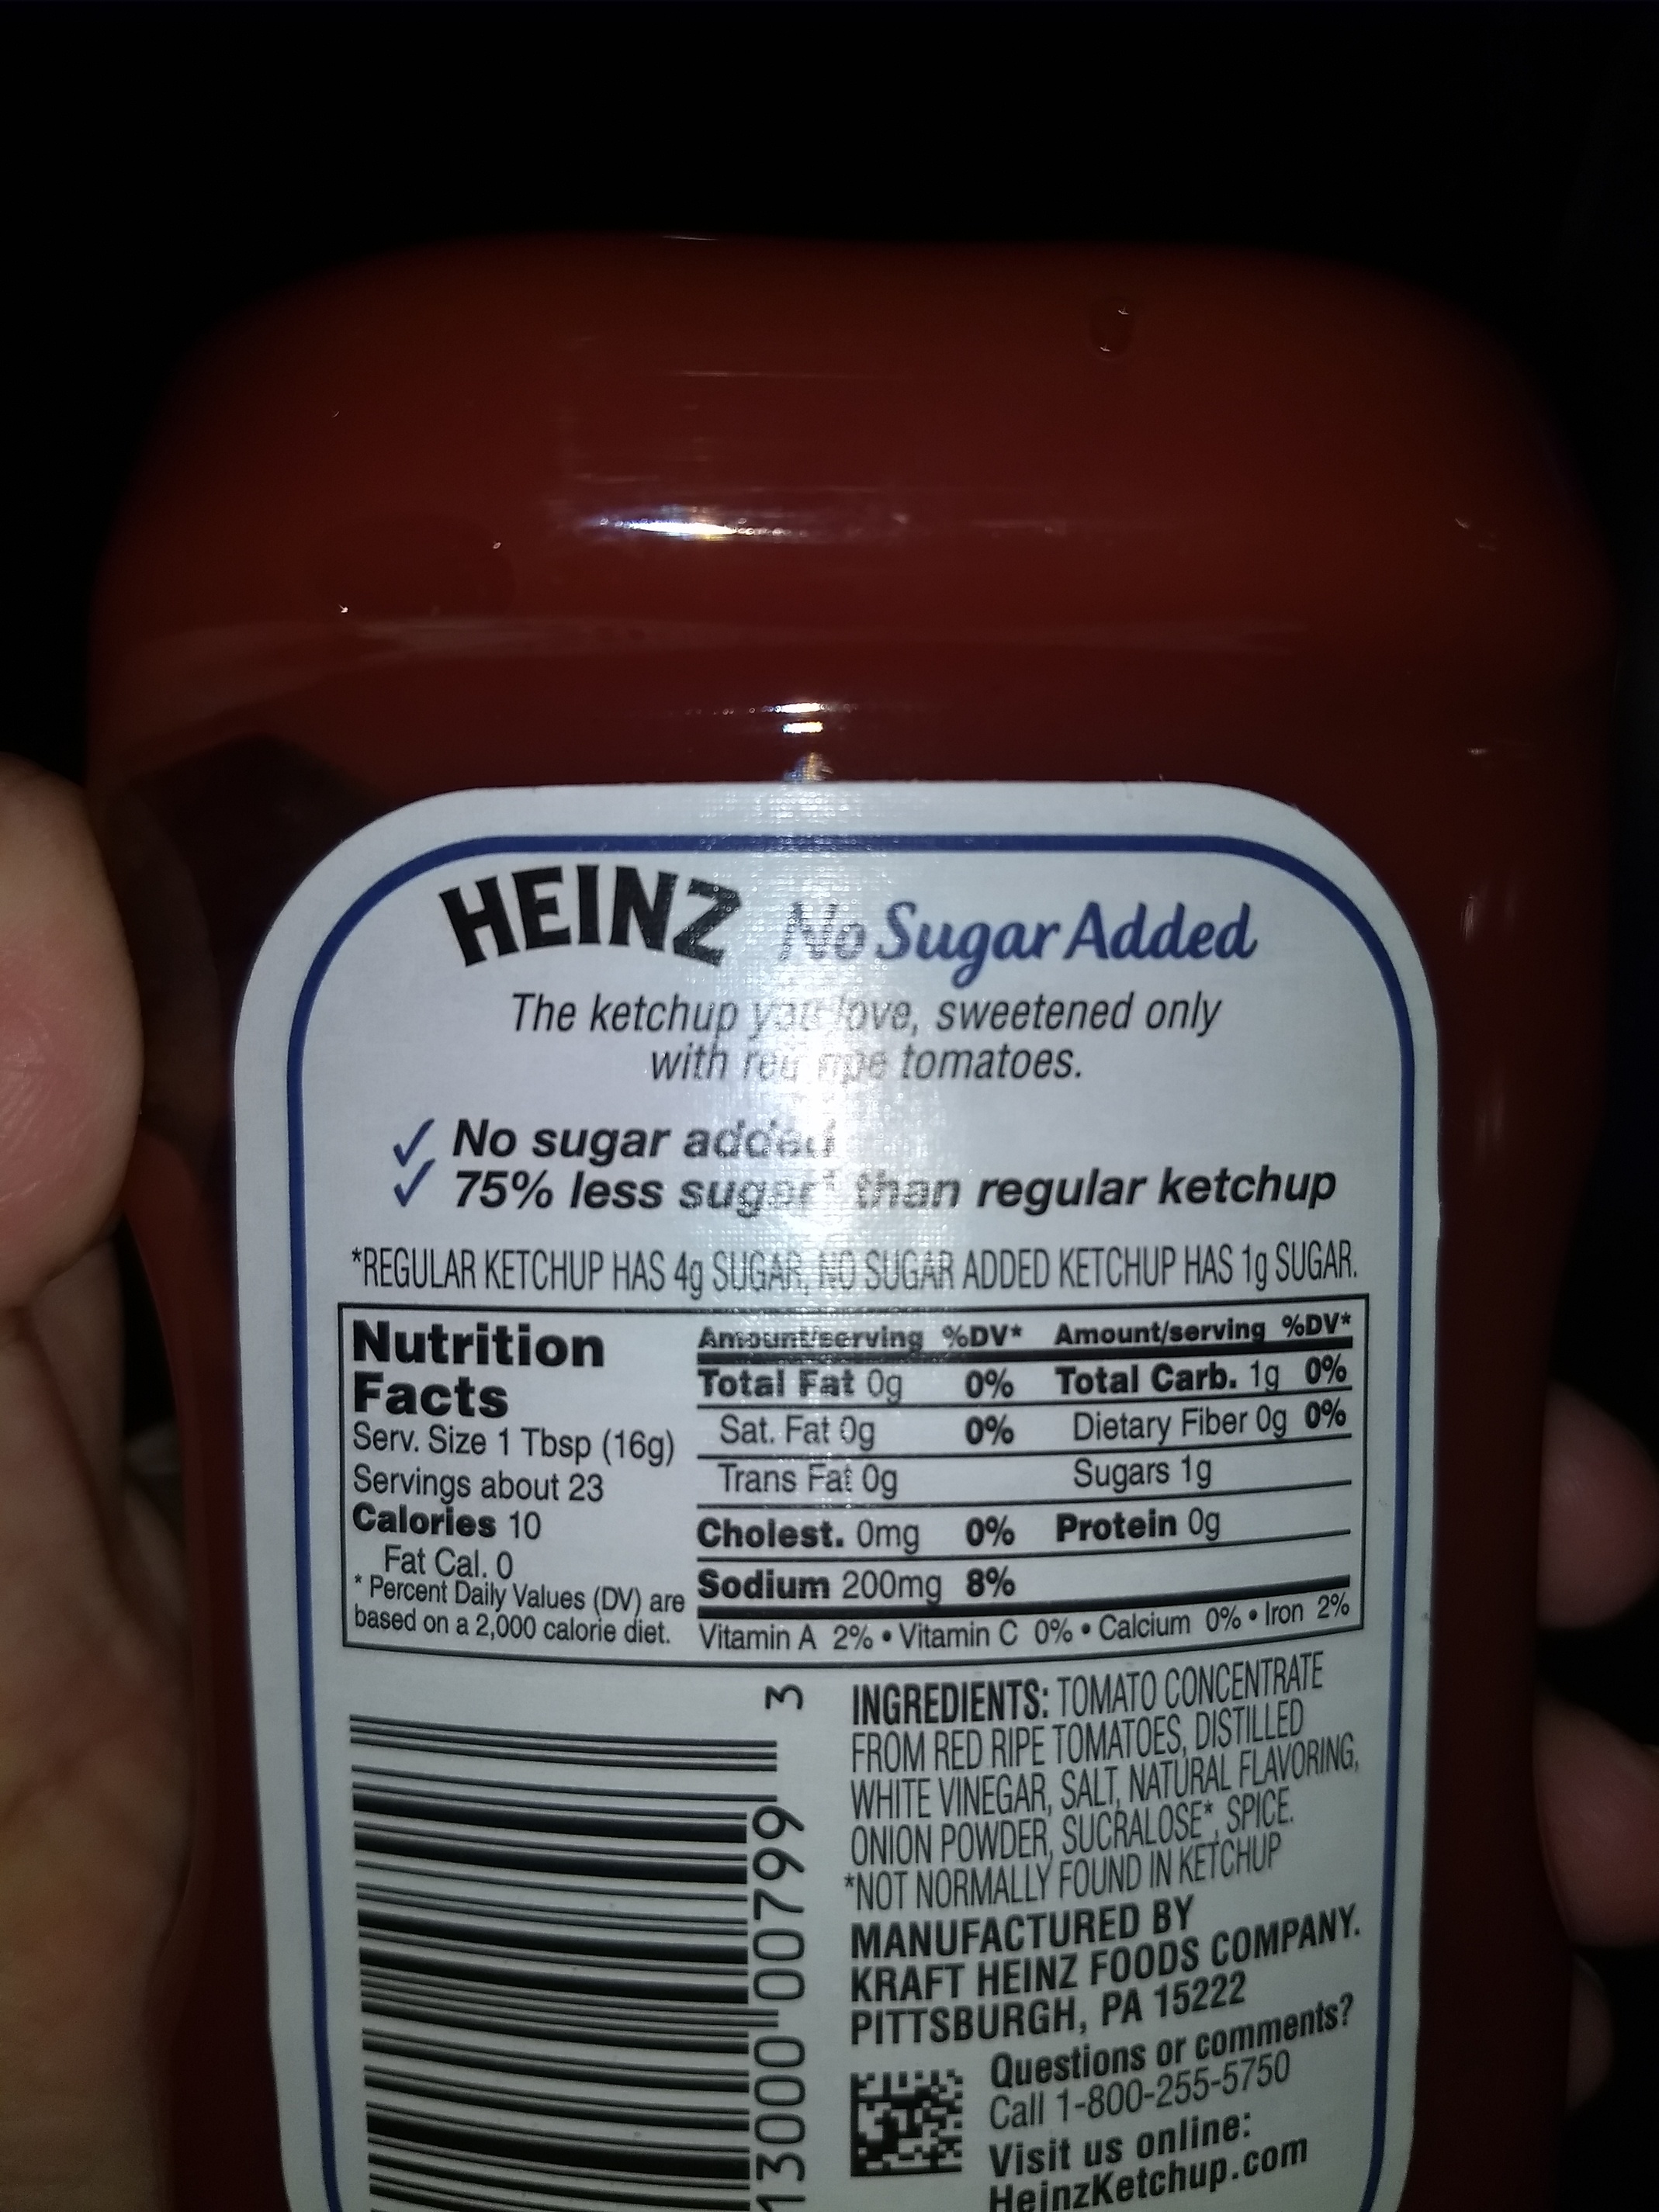 HEINZ No Sugar Added
The ketchup you love, sweetened only
with red ripe tomatoes.
✓ No sugar added
✓ 75% less sugar* than regular ketchup
*REGULAR KETCHUP HAS 4g SUGAR, NO SUGAR ADDED KETCHUP HAS 1g SUGAR.
Nutrition
Facts
Serv. Size 1 Tbsp (16g)
Servings about 23
Calories 10
Fat Cal. 0
* Percent Daily Values (DV) are
based on a 2,000 calorie diet.
Amount/serving %DV*
Total Fat 0g 0%
Sat. Fat 0g 0%
Trans Fat 0g
Cholest. 0mg 0%
Sodium 200mg 8%
Amount/serving %DV*
Total Carb. 1g 0%
Dietary Fiber 0g 0%
Sugars 1g
Protein 0g
Vitamin A 2% • Vitamin C 0% • Calcium 0% • Iron 2%
13000 00799 3
INGREDIENTS: TOMATO CONCENTRATE
FROM RED RIPE TOMATOES, DISTILLED
WHITE VINEGAR, SALT, NATURAL FLAVORING,
ONION POWDER, SUCRALOSE*, SPICE.
*NOT NORMALLY FOUND IN KETCHUP
MANUFACTURED BY
KRAFT HEINZ FOODS COMPANY.
PITTSBURGH, PA 15222
Questions or comments?
Call 1-800-255-5750
Visit us online:
HeinzKetchup.com